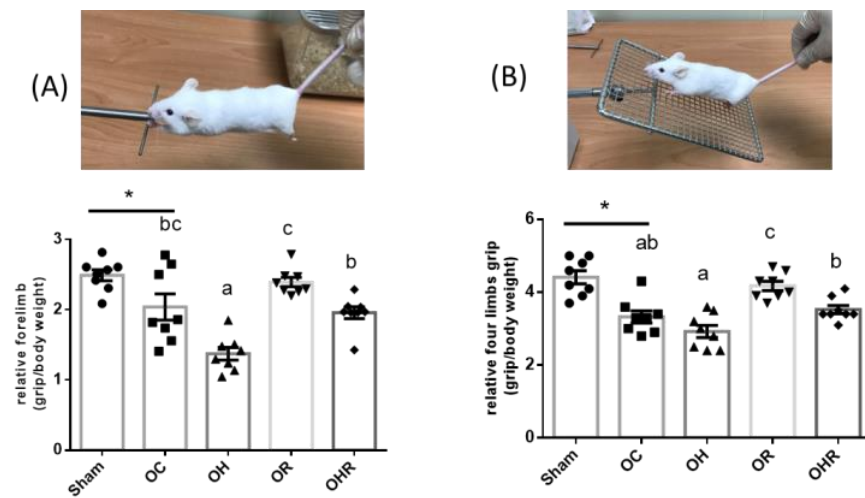 (A)
relative forelimb
(grip/body weight)
3
2
1
0
*
bc
a
c
b
Sham
OC
OH
OR
OHR
(B)
relative four limbs grip
(grip/body weight)
6
4
2
0
*
ab
a
c
b
Sham
OC
OH
OR
OHR